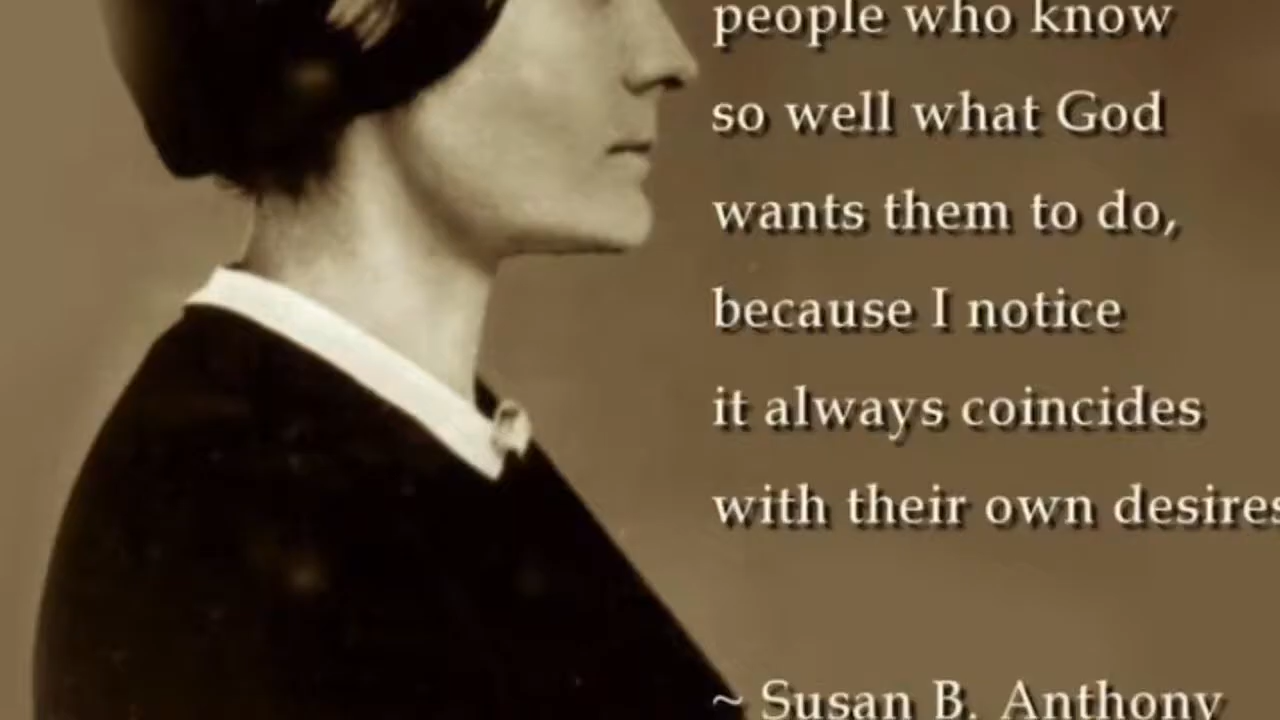 people who know
so well what God
wants them to do,
because I notice
it always coincides
with their own desires
~ Susan B. Anthony